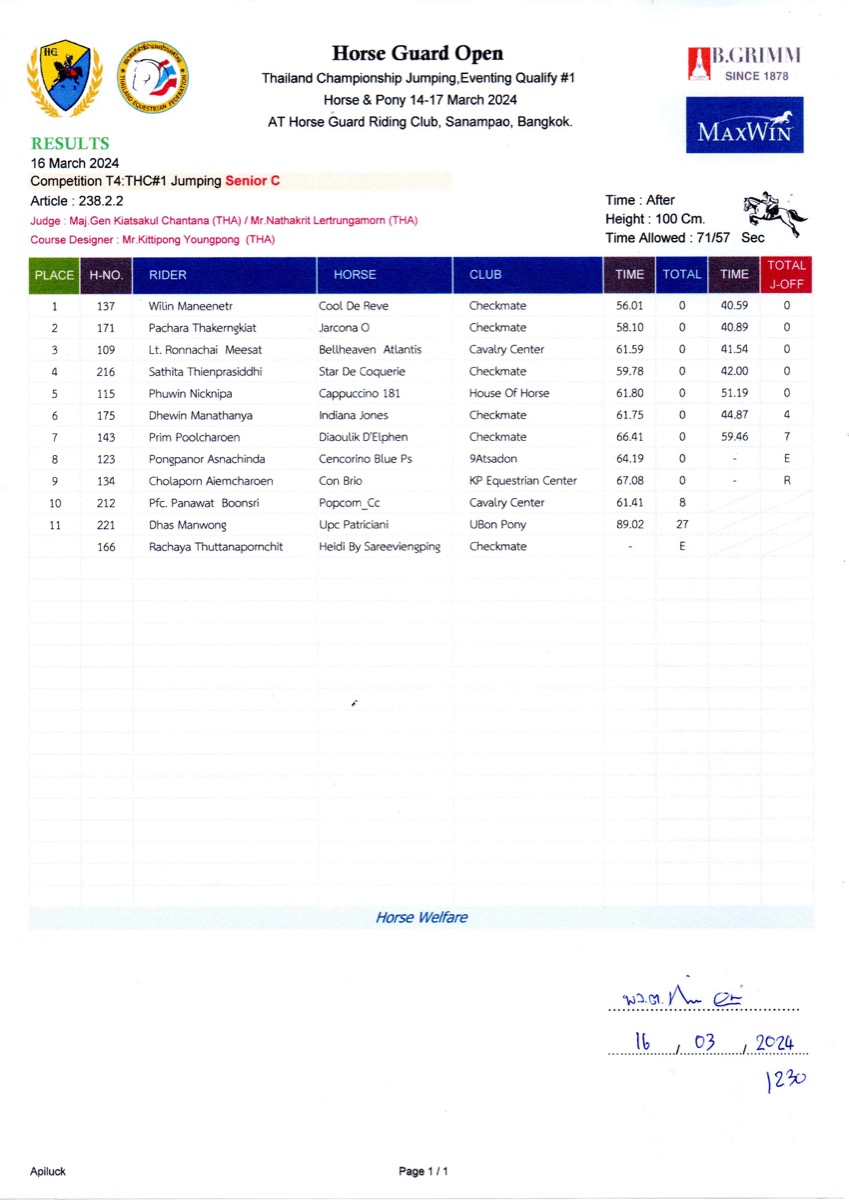 HG
THAILAND EQUESTRIAN FEDERATION
Horse Guard Open
Thailand Championship Jumping,Eventing Qualify #1
Horse & Pony 14-17 March 2024
AT Horse Guard Riding Club, Sanampao, Bangkok.
B.GRIMM
SINCE 1878
MAXWIN
RESULTS
16 March 2024
Competition T4:THC#1 Jumping Senior C
Article : 238.2.2
Judge : Maj.Gen Kiatsakul Chantana (THA) / Mr.Nathakrit Lertrungamorn (THA)
Course Designer : Mr.Kittipong Youngpong (THA)
Time : After
Height : 100 Cm.
Time Allowed : 71/57 Sec
PLACE H-NO. RIDER HORSE CLUB TIME TOTAL TIME TOTAL J-OFF
1 137 Wilin Maneenetr Cool De Reve Checkmate 56.01 0 40.59 0
2 171 Pachara Thakerngkiat Jarcona O Checkmate 58.10 0 40.89 0
3 109 Lt. Ronnachai Meesat Bellheaven Atlantis Cavalry Center 61.59 0 41.54 0
4 216 Sathita Thienprasiddhi Star De Coquerie Checkmate 59.78 0 42.00 0
5 115 Phuwin Nicknipa Cappuccino 181 House Of Horse 61.80 0 51.19 0
6 175 Dhewin Manathanya Indiana Jones Checkmate 61.75 0 44.87 4
7 143 Prim Poolcharoen Diaoulik D'Elphen Checkmate 66.41 0 59.46 7
8 123 Pongpanor Asnachinda Cencorino Blue Ps 9Atsadon 64.19 0 - E
9 134 Cholaporn Aiemcharoen Con Brio KP Equestrian Center 67.08 0 - R
10 212 Pfc. Panawat Boonsri Popcorn_Cc Cavalry Center 61.41 8
11 221 Dhas Manwong Upc Patriciani UBon Pony 89.02 27
166 Rachaya Thuttanapornchit Heidi By Sareeviengping Checkmate - E
Horse Welfare
16 , 03 , 2024
1230
Apiluck
Page 1 / 1